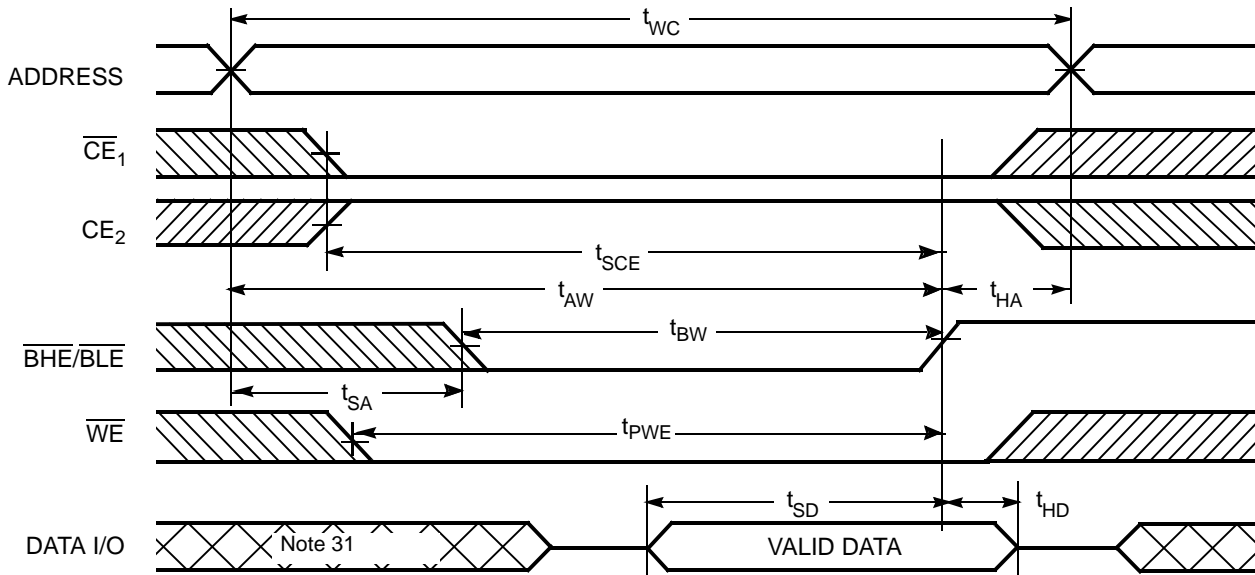 tWC
ADDRESS
CE1
CE2
tSCE
tAW
tHA
tBW
BHE/BLE
tSA
WE
tPWE
tSD
tHD
DATA I/O
Note 31
VALID DATA